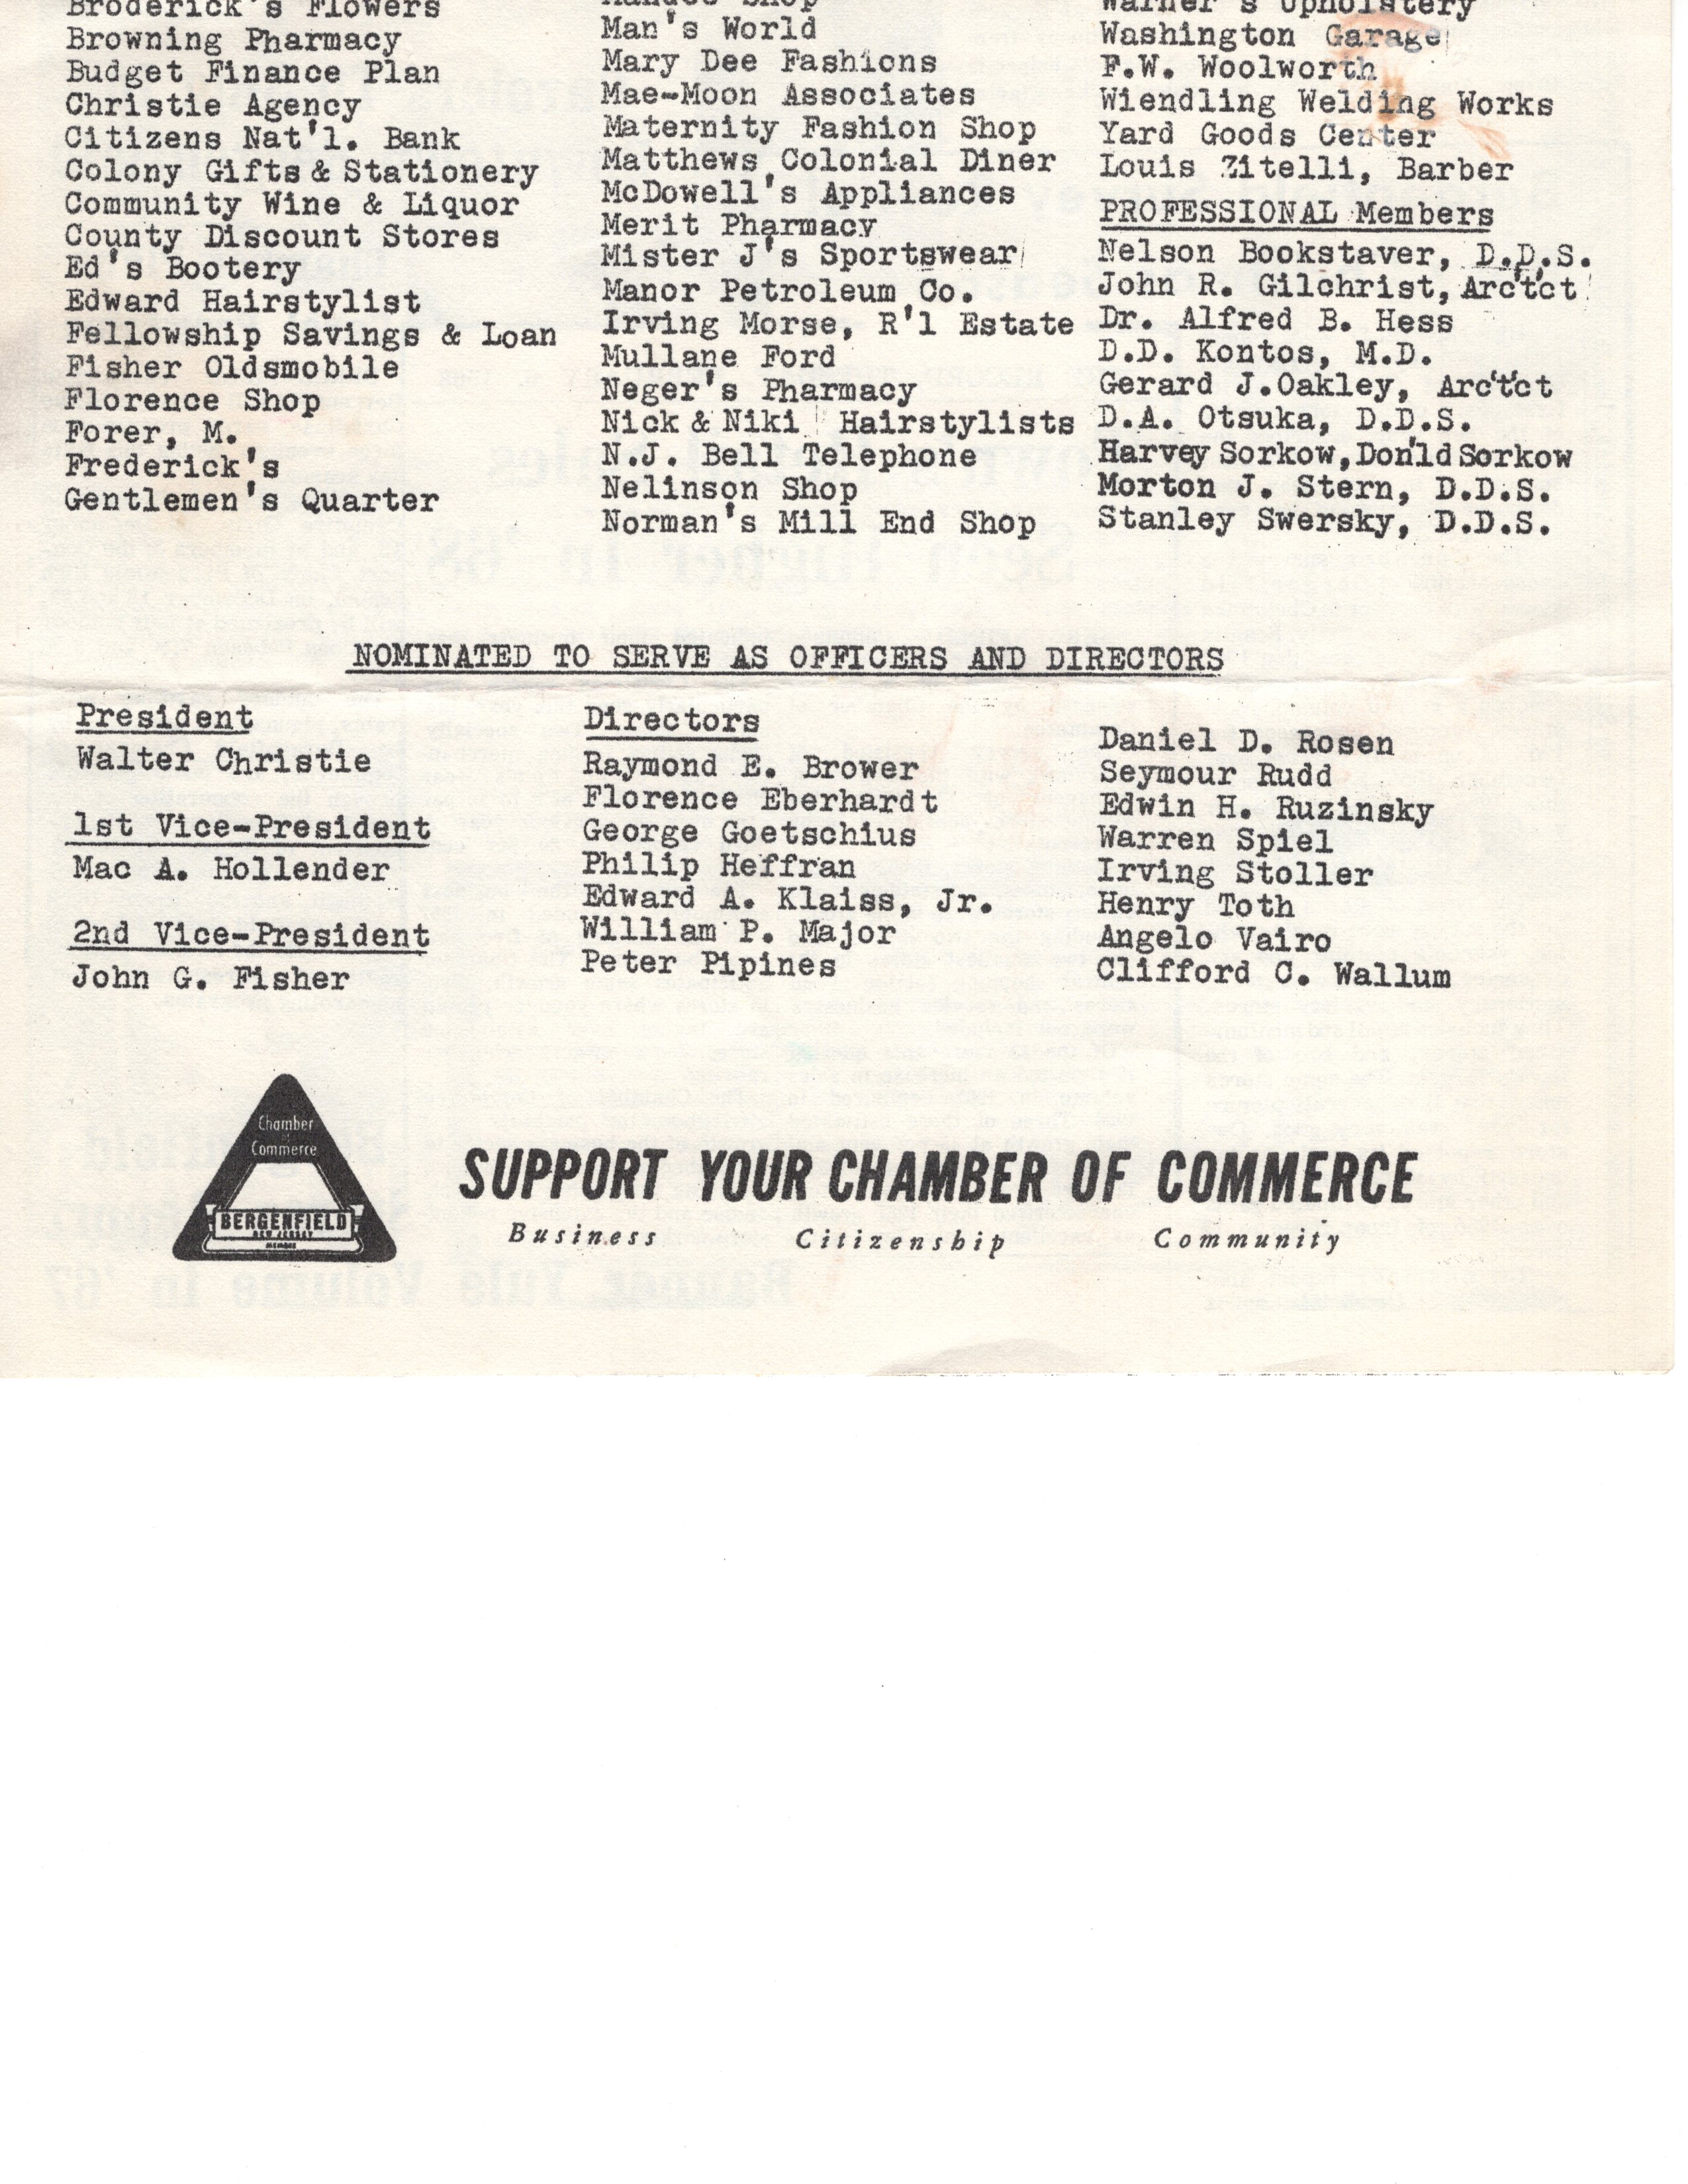 Broderick's Flowers
Browning Pharmacy
Budget Finance Plan
Christie Agency
Citizens Nat'l. Bank
Colony Gifts & Stationery
Community Wine & Liquor
County Discount Stores
Ed's Bootery
Edward Hairstylist
Fellowship Savings & Loan
Fisher Oldsmobile
Florence Shop
Forer, M.
Frederick's
Gentlemen's Quarter
Shop
Man's World
Mary Dee Fashions
Mae-Moon Associates
Maternity Fashion Shop
Matthews Colonial Diner
McDowell's Appliances
Merit Pharmacy
Mister J's Sportswear
Manor Petroleum Co.
Irving Morse, R'l Estate
Mullane Ford
Neger's Pharmacy
Nick & Niki Hairstylists
N.J. Bell Telephone
Nelinson Shop
Norman's Mill End Shop
Warner's Upholstery
Washington Garage
F.W. Woolworth
Wiendling Welding Works
Yard Goods Center
Louis Zitelli, Barber
PROFESSIONAL Members
Nelson Bookstaver, D.D.S.
John R. Gilchrist, Arc't'ct
Dr. Alfred B. Hess
D.D. Kontos, M.D.
Gerard J.Oakley, Arc't'ct
D.A. Otsuka, D.D.S.
Harvey Sorkow, Don'ld Sorkow
Morton J. Stern, D.D.S.
Stanley Swersky, D.D.S.
NOMINATED TO SERVE AS OFFICERS AND DIRECTORS
President
Walter Christie
1st Vice-President
Mac A. Hollender
2nd Vice-President
John G. Fisher
Directors
Raymond E. Brower
Florence Eberhardt
George Goetschius
Philip Heffran
Edward A. Klaiss, Jr.
William P. Major
Peter Pipines
Daniel D. Rosen
Seymour Rudd
Edwin H. Ruzinsky
Warren Spiel
Irving Stoller
Henry Toth
Angelo Vairo
Clifford C. Wallum
Chamber
of
Commerce
BERGENFIELD
NEW JERSEY
MEMBER
SUPPORT YOUR CHAMBER OF COMMERCE
Business Citizenship Community